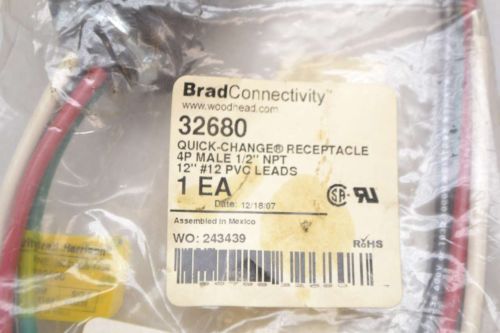 BradConnectivity™
www.woodhead.com
32680
QUICK-CHANGE® RECEPTACLE
4P MALE 1/2" NPT
12" #12 PVC LEADS
1 EA
Date: 12/18/07
Assembled in Mexico
WO: 243439
RoHS